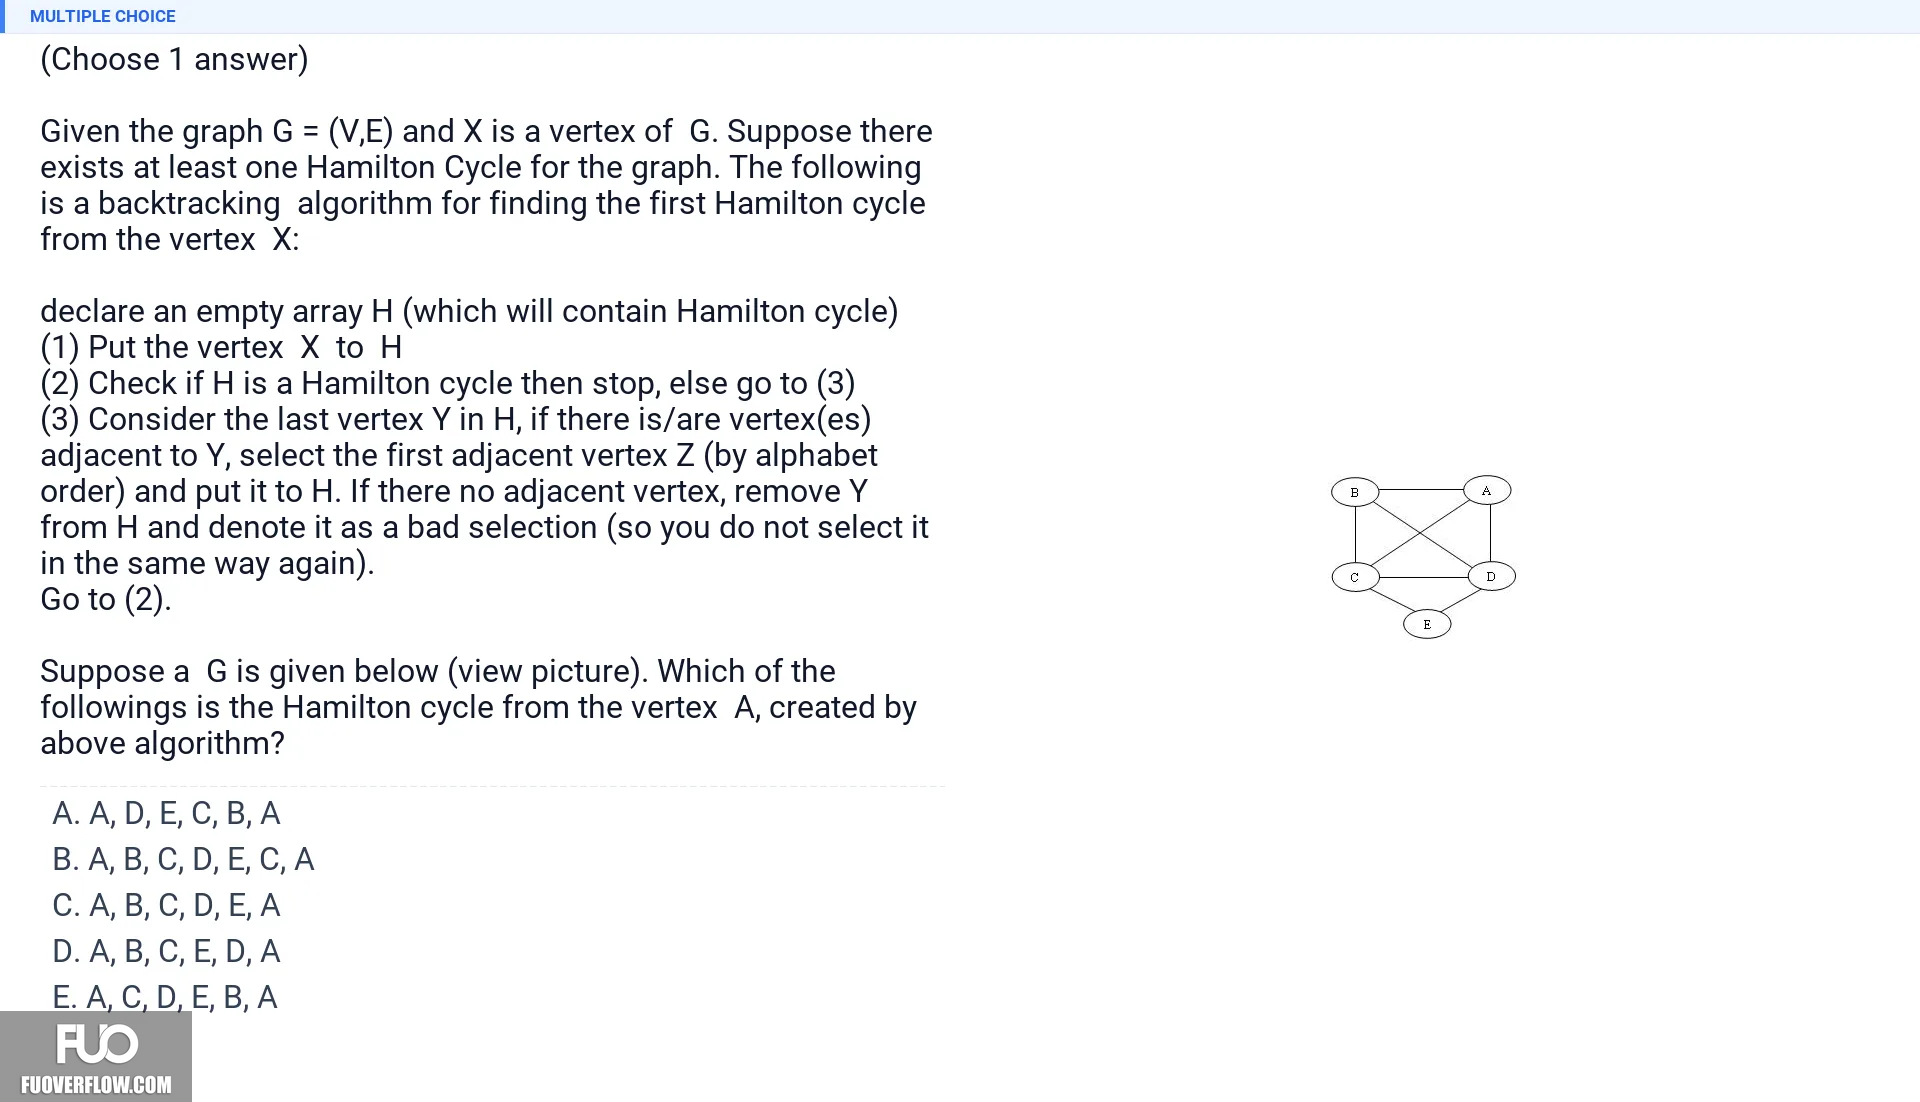 MULTIPLE CHOICE
(Choose 1 answer)
Given the graph G = (V,E) and X is a vertex of G. Suppose there
exists at least one Hamilton Cycle for the graph. The following
is a backtracking algorithm for finding the first Hamilton cycle
from the vertex X:
declare an empty array H (which will contain Hamilton cycle)
(1) Put the vertex X to H
(2) Check if H is a Hamilton cycle then stop, else go to (3)
(3) Consider the last vertex Y in H, if there is/are vertex(es)
adjacent to Y, select the first adjacent vertex Z (by alphabet
order) and put it to H. If there no adjacent vertex, remove Y
from H and denote it as a bad selection (so you do not select it
in the same way again).
Go to (2).
Suppose a G is given below (view picture). Which of the
followings is the Hamilton cycle from the vertex A, created by
above algorithm?
A. A, D, E, C, B, A
B. A, B, C, D, E, C, A
C. A, B, C, D, E, A
D. A, B, C, E, D, A
E. A, C, D, E, B, A
B A
C D
E
FUO
FUOVERFLOW.COM